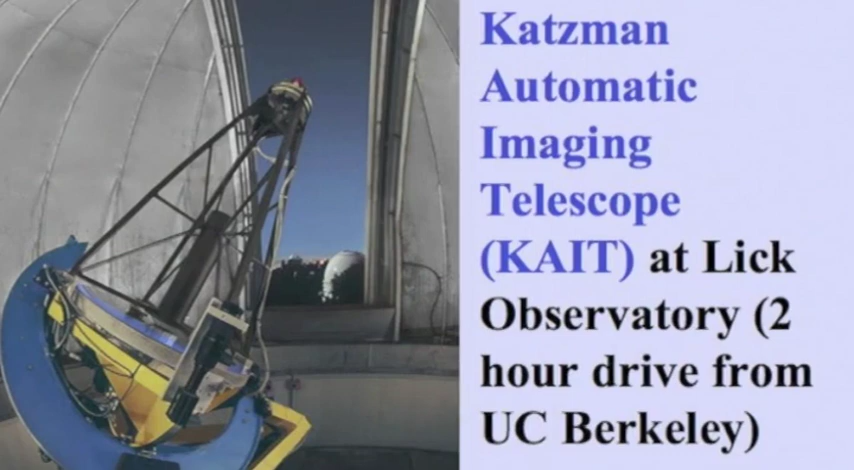 Katzman
Automatic
Imaging
Telescope
(KAIT) at Lick
Observatory (2
hour drive from
UC Berkeley)